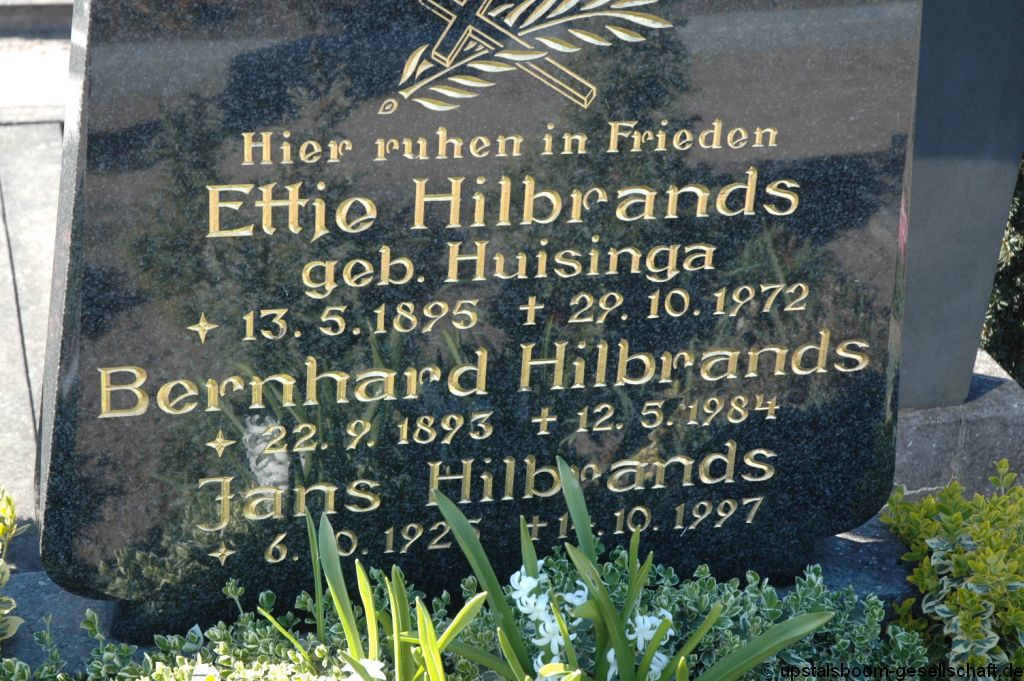 Hier ruhen in Frieden
Ettje Hilbrands
geb. Huisinga
13. 5. 1895 † 29. 10. 1972
Bernhard Hilbrands
22. 9. 1893 † 12. 5. 1984
Jans Hilbrands
6. † 10. 1997
© upstalsboom-gesellschaft.de